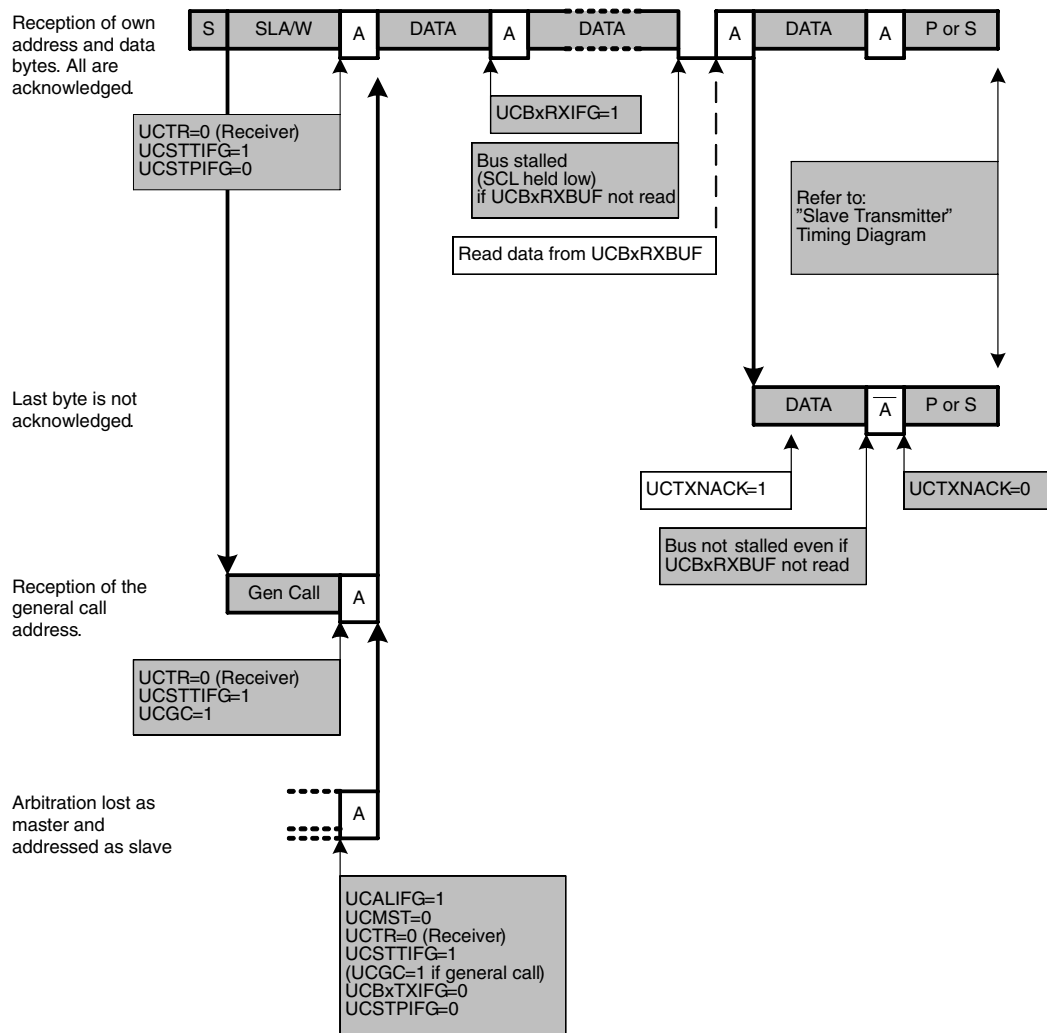 Reception of own
address and data
bytes. All are
acknowledged.
S SLA/W A DATA A DATA A DATA A P or S
UCTR=0 (Receiver)
UCSTTIFG=1
UCSTPIFG=0
UCBxRXIFG=1
Bus stalled
(SCL held low)
if UCBxRXBUF not read
Refer to:
”Slave Transmitter”
Timing Diagram
Read data from UCBxRXBUF
Last byte is not
acknowledged.
DATA A P or S
UCTXNACK=1
UCTXNACK=0
Bus not stalled even if
UCBxRXBUF not read
Reception of the
general call
address.
Gen Call A
UCTR=0 (Receiver)
UCSTTIFG=1
UCGC=1
Arbitration lost as
master and
addressed as slave
A
UCALIFG=1
UCMST=0
UCTR=0 (Receiver)
UCSTTIFG=1
(UCGC=1 if general call)
UCBxTXIFG=0
UCSTPIFG=0